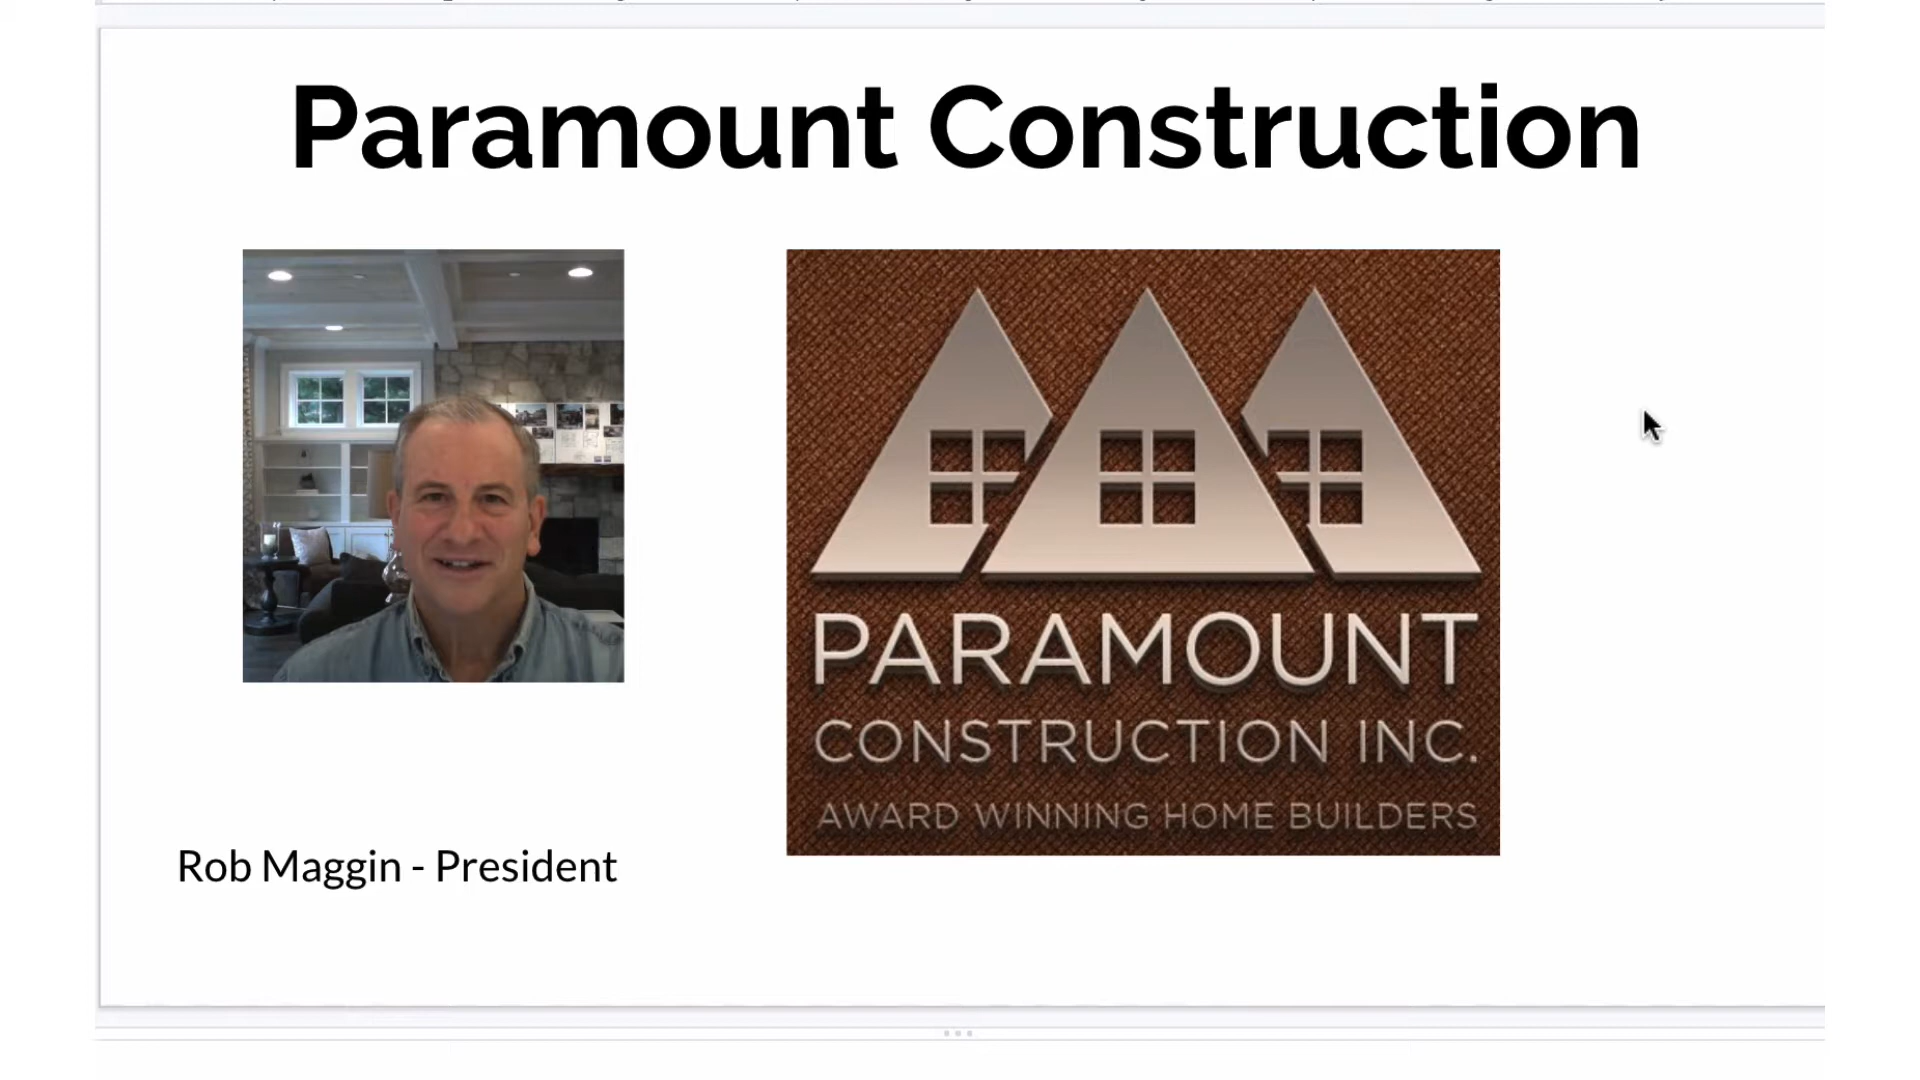 Paramount Construction
PARAMOUNT
CONSTRUCTION INC.
AWARD WINNING HOME BUILDERS
Rob Maggin - President